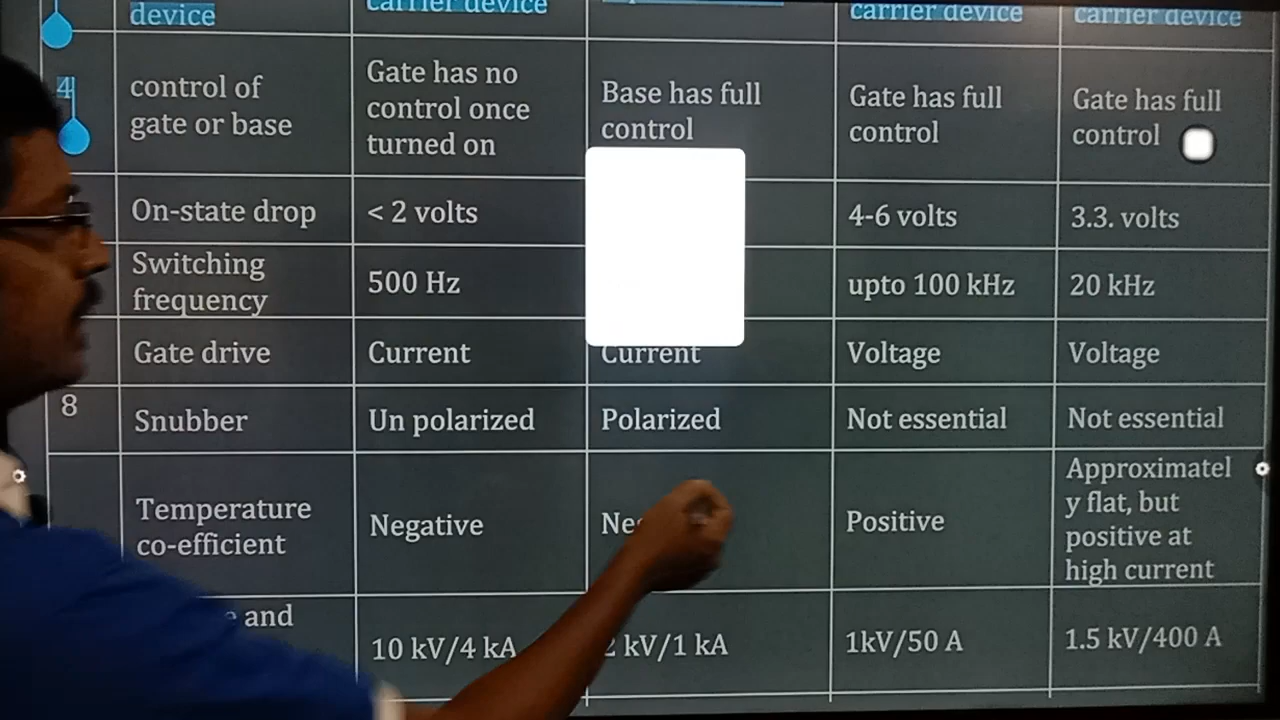 device
carrier device
carrier device
carrier device
4
control of
gate or base
Gate has no
control once
turned on
Base has full
control
Gate has full
control
Gate has full
control
On-state drop
< 2 volts
4-6 volts
3.3. volts
Switching
frequency
500 Hz
upto 100 kHz
20 kHz
Gate drive
Current
Current
Voltage
Voltage
8
Snubber
Un polarized
Polarized
Not essential
Not essential
Temperature
co-efficient
Negative
Positive
Approximatel
y flat, but
positive at
high current
and
10 kV/4 kA
kV/1 kA
1kV/50 A
1.5 kV/400 A